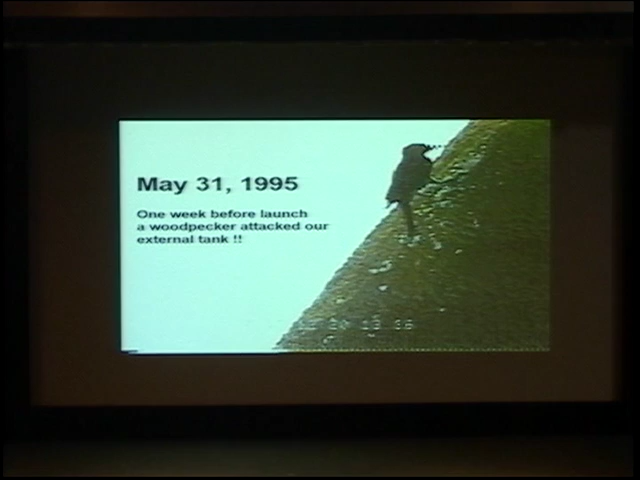 May 31, 1995
One week before launch
a woodpecker attacked our
external tank !!